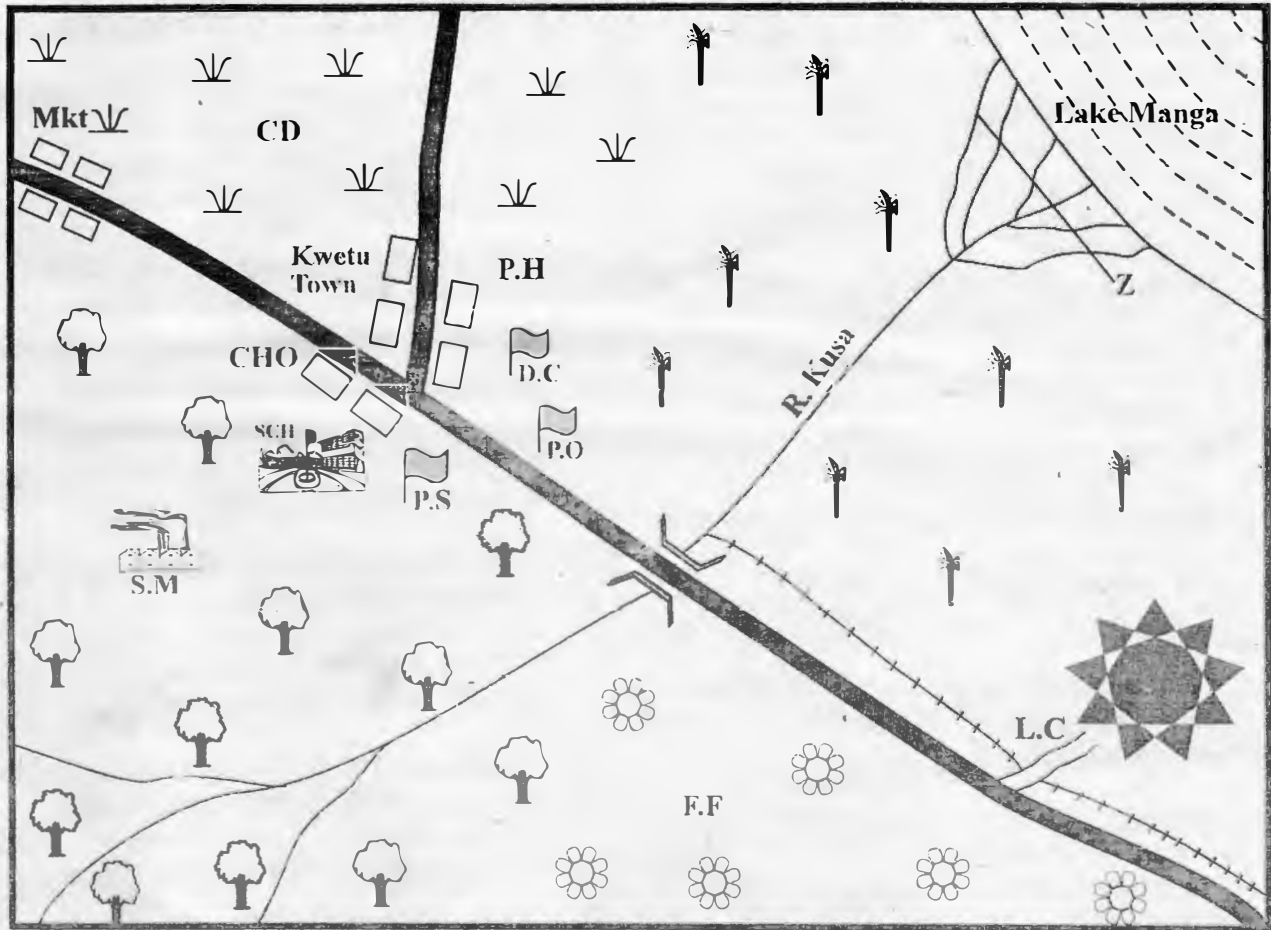 Mkt
CD
Lake Manga
Kwetu
Town
P.H
Z
CHO
D.C
R. Kusa
SCH
P.O
P.S
S.M
L.C
F.F